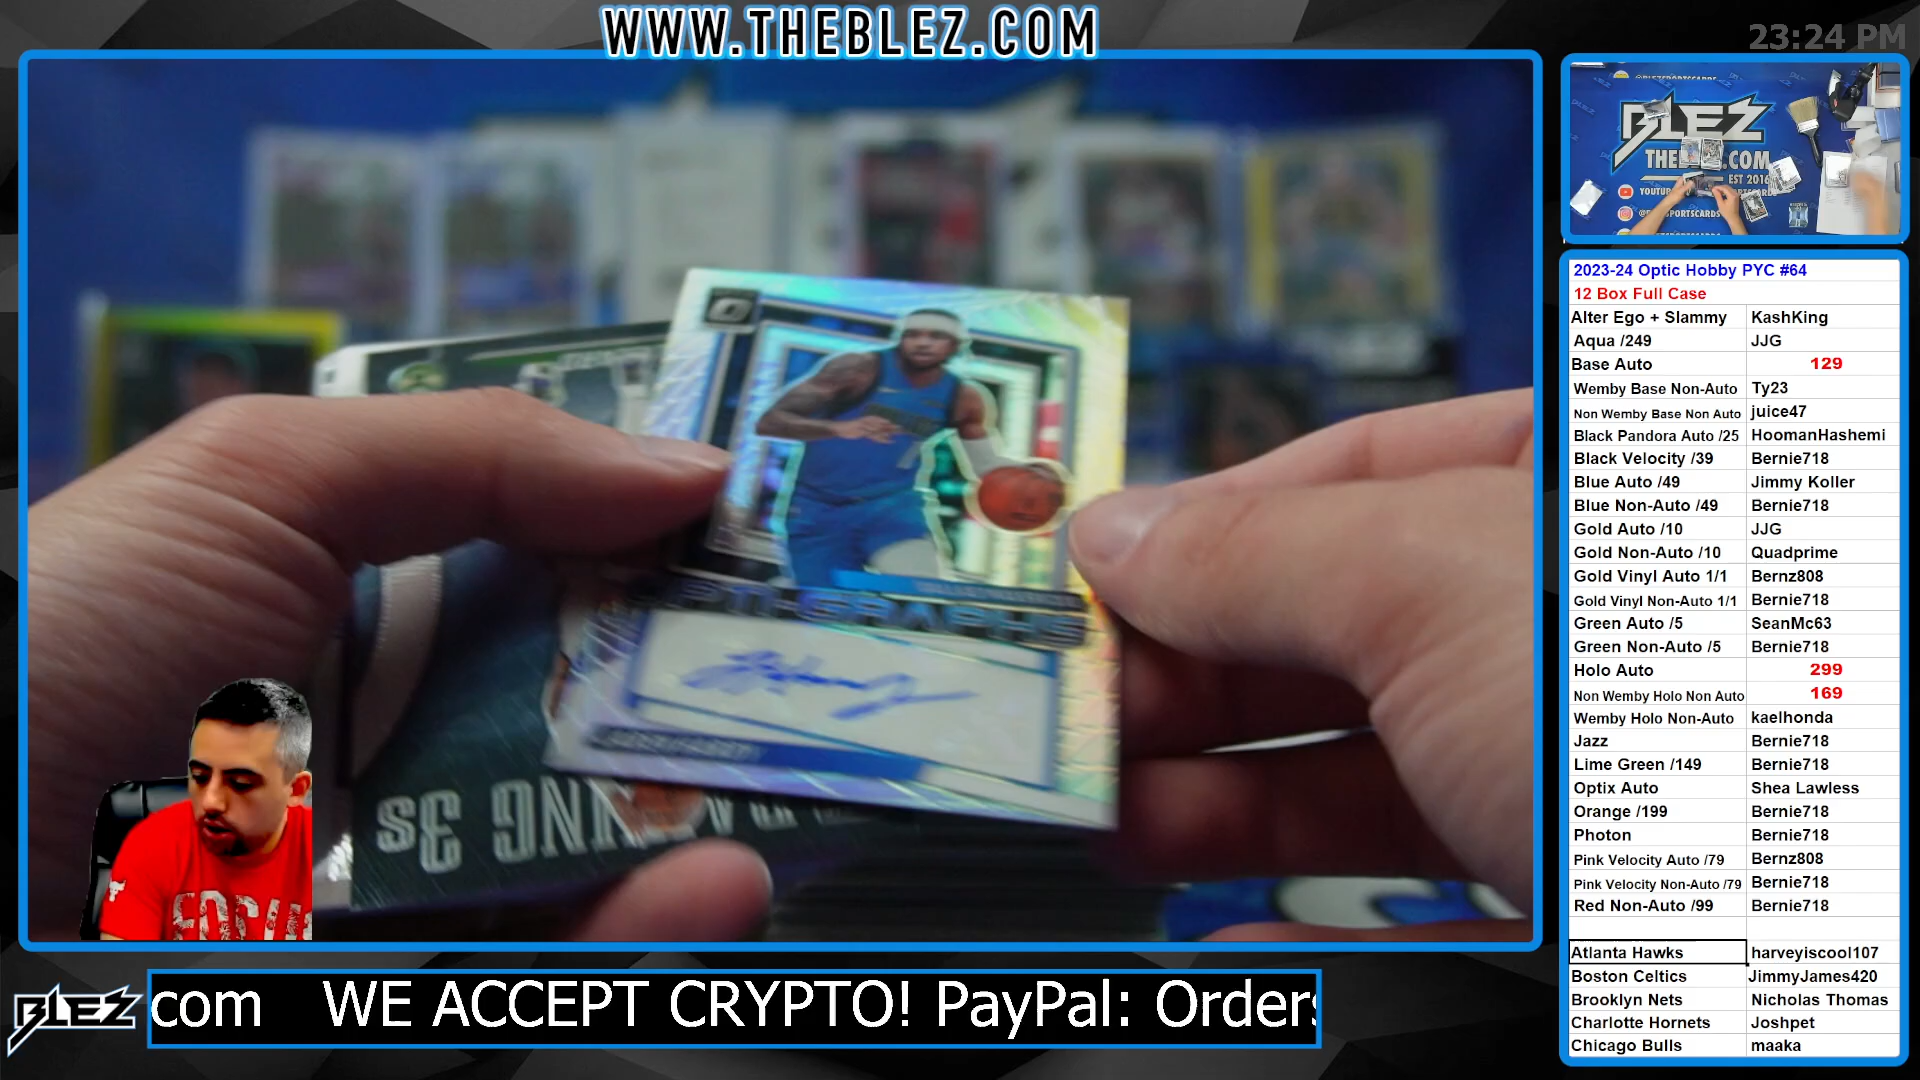 WWW.THEBLEZ.COM
23:24 PM
BLEZ
EST 2016
2023-24 Optic Hobby PYC #64
12 Box Full Case
Alter Ego + Slammy KashKing
Aqua /249 JJG
Base Auto 129
Wemby Base Non-Auto Ty23
Non Wemby Base Non Auto juice47
Black Pandora Auto /25 HoomanHashemi
Black Velocity /39 Bernie718
Blue Auto /49 Jimmy Koller
Blue Non-Auto /49 Bernie718
Gold Auto /10 JJG
Gold Non-Auto /10 Quadprime
Gold Vinyl Auto 1/1 Bernz808
Gold Vinyl Non-Auto 1/1 Bernie718
Green Auto /5 SeanMc63
Green Non-Auto /5 Bernie718
Holo Auto 299
Non Wemby Holo Non Auto 169
Wemby Holo Non-Auto kaelhonda
Jazz Bernie718
Lime Green /149 Bernie718
Optix Auto Shea Lawless
Orange /199 Bernie718
Photon Bernie718
Pink Velocity Auto /79 Bernz808
Pink Velocity Non-Auto /79 Bernie718
Red Non-Auto /99 Bernie718
Atlanta Hawks harveyiscool107
Boston Celtics JimmyJames420
Brooklyn Nets Nicholas Thomas
Charlotte Hornets Joshpet
Chicago Bulls maaka
BLEZ
com WE ACCEPT CRYPTO! PayPal: Orders